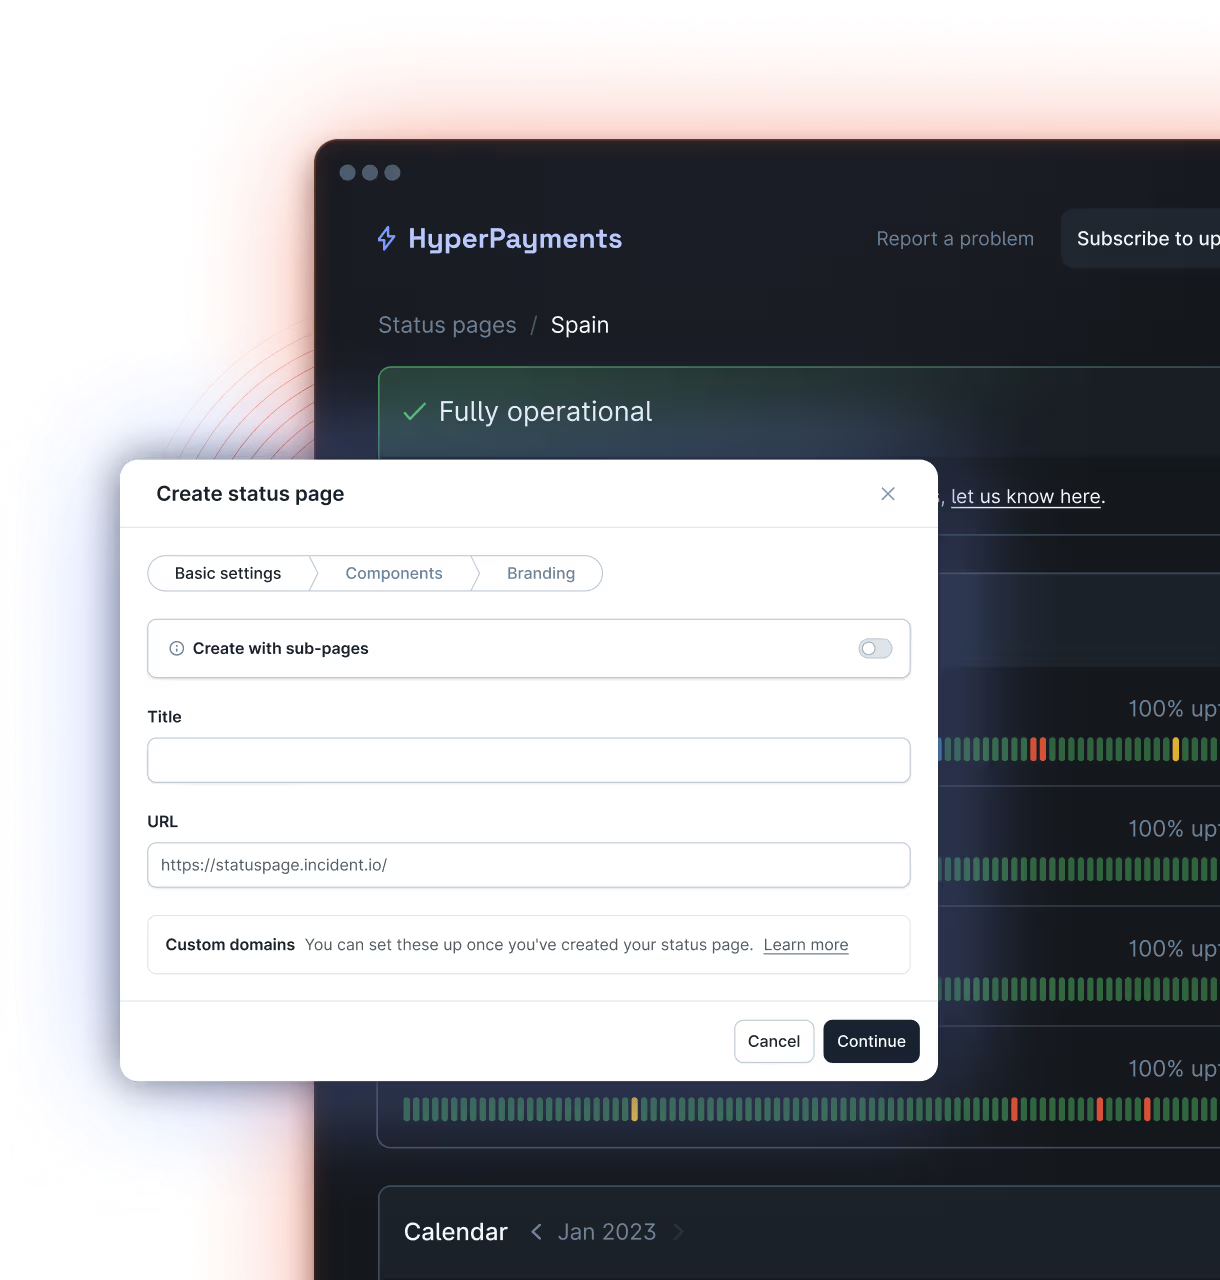 HyperPayments
Report a problem
Subscribe to up
Status pages / Spain
Fully operational
, let us know here.
Create status page
Basic settings
Components
Branding
Create with sub-pages
Title
URL
https://statuspage.incident.io/
Custom domains You can set these up once you've created your status page. Learn more
Cancel
Continue
100% up
100% up
100% up
100% up
Calendar < Jan 2023 >